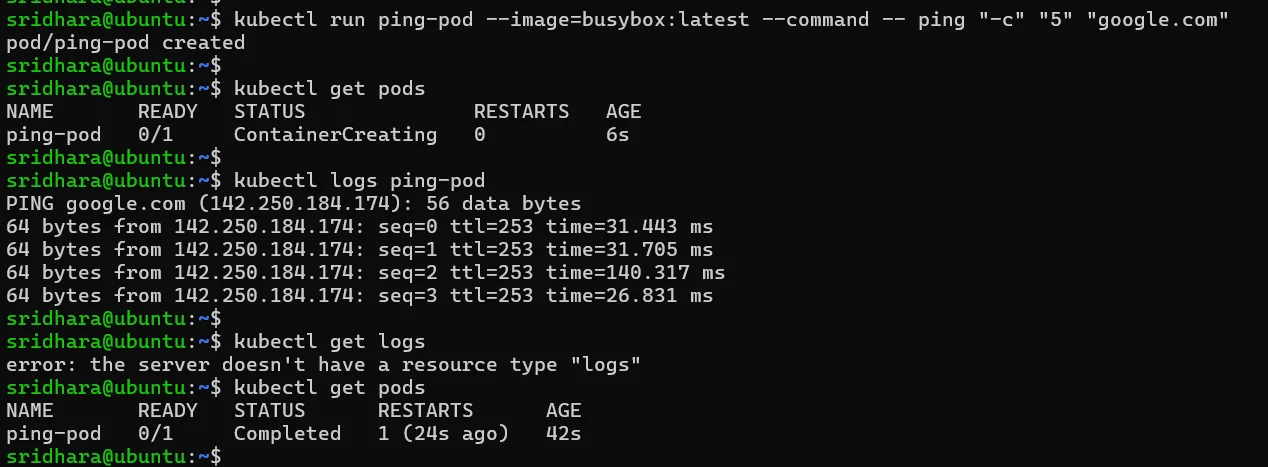 sridhara@ubuntu:~$ kubectl run ping-pod --image=busybox:latest --command -- ping "-c" "5" "google.com"
pod/ping-pod created
sridhara@ubuntu:~$
sridhara@ubuntu:~$ kubectl get pods
NAME       READY   STATUS              RESTARTS   AGE
ping-pod   0/1     ContainerCreating   0          6s
sridhara@ubuntu:~$
sridhara@ubuntu:~$ kubectl logs ping-pod
PING google.com (142.250.184.174): 56 data bytes
64 bytes from 142.250.184.174: seq=0 ttl=253 time=31.443 ms
64 bytes from 142.250.184.174: seq=1 ttl=253 time=31.705 ms
64 bytes from 142.250.184.174: seq=2 ttl=253 time=140.317 ms
64 bytes from 142.250.184.174: seq=3 ttl=253 time=26.831 ms
sridhara@ubuntu:~$
sridhara@ubuntu:~$ kubectl get logs
error: the server doesn't have a resource type "logs"
sridhara@ubuntu:~$ kubectl get pods
NAME       READY   STATUS      RESTARTS      AGE
ping-pod   0/1     Completed   1 (24s ago)   42s
sridhara@ubuntu:~$